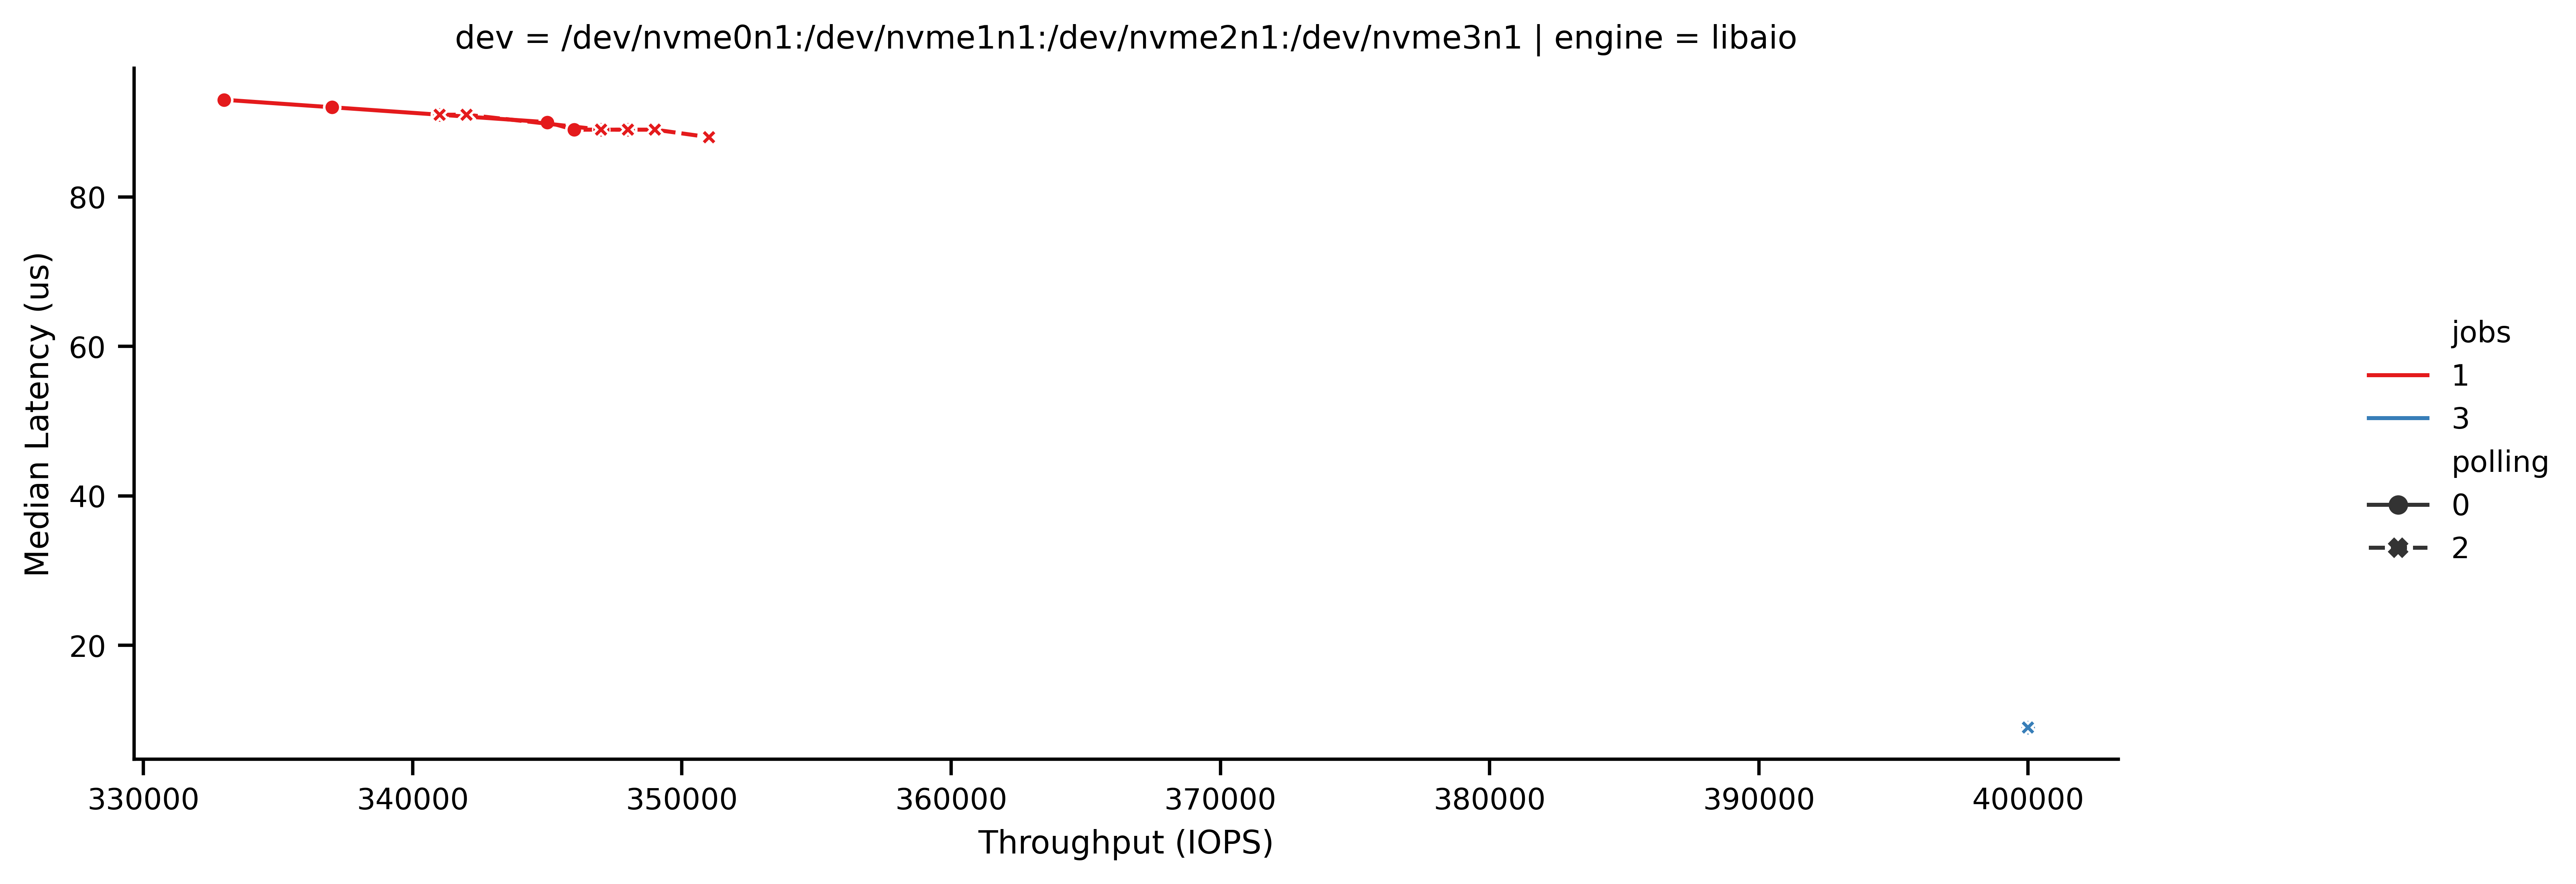 dev = /dev/nvme0n1:/dev/nvme1n1:/dev/nvme2n1:/dev/nvme3n1 | engine = libaio
Median Latency (us)
80
60
40
20
330000 340000 350000 360000 370000 380000 390000 400000
Throughput (IOPS)
jobs
1
3
polling
0
2